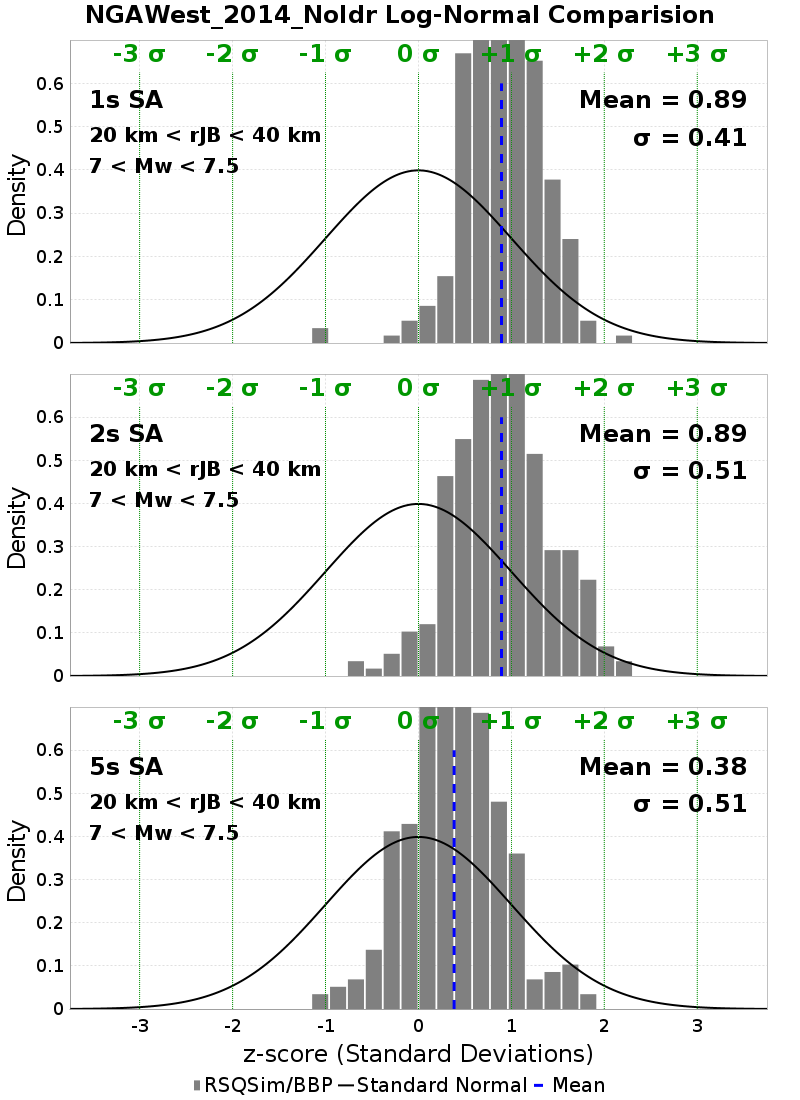 NGAWest_2014_NoIdr Log-Normal Comparision
-3 σ -2 σ -1 σ 0 σ +1 σ +2 σ +3 σ
1s SA
Mean = 0.89
20 km < rJB < 40 km
σ = 0.41
7 < Mw < 7.5
Density
0.6
0.5
0.4
0.3
0.2
0.1
0
-3 σ -2 σ -1 σ 0 σ +1 σ +2 σ +3 σ
2s SA
Mean = 0.89
20 km < rJB < 40 km
σ = 0.51
7 < Mw < 7.5
Density
0.6
0.5
0.4
0.3
0.2
0.1
0
-3 σ -2 σ -1 σ 0 σ +1 σ +2 σ +3 σ
5s SA
Mean = 0.38
20 km < rJB < 40 km
σ = 0.51
7 < Mw < 7.5
Density
0.6
0.5
0.4
0.3
0.2
0.1
0
-3 -2 -1 0 1 2 3
z-score (Standard Deviations)
RSQSim/BBP Standard Normal Mean